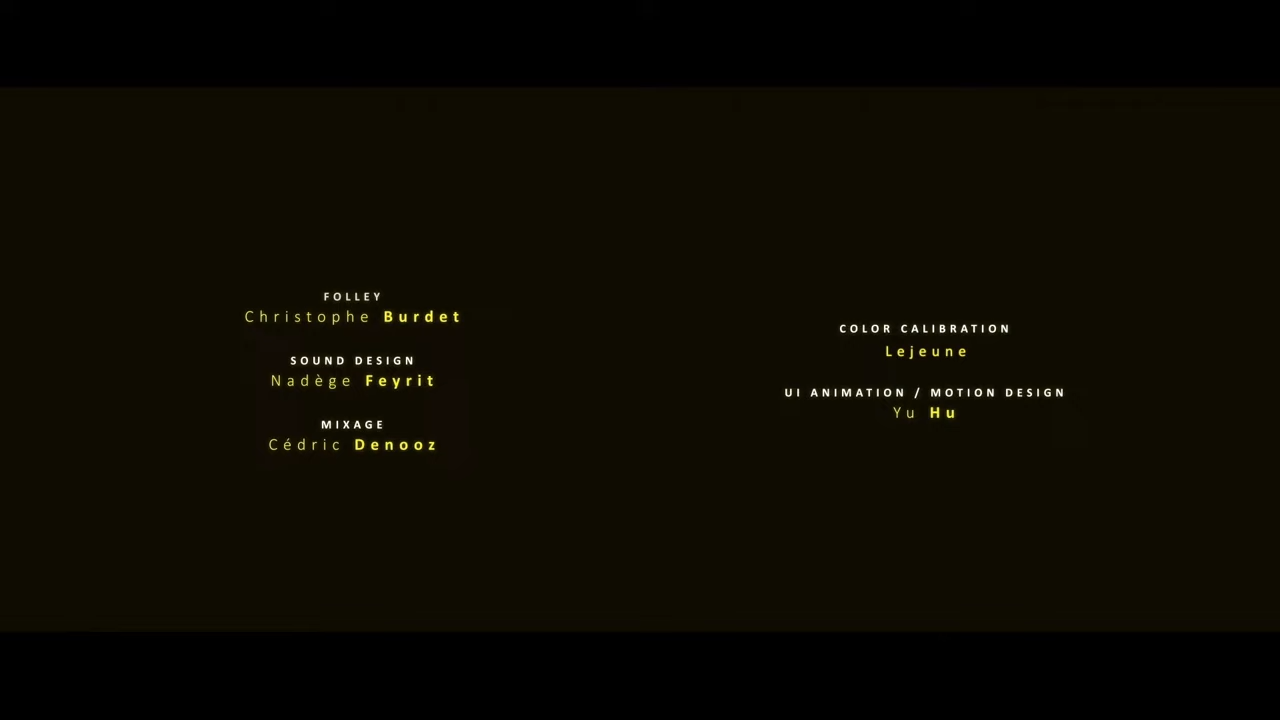 FOLLEY
Christophe Burdet
SOUND DESIGN
Nadège Feyrit
MIXAGE
Cédric Denooz
COLOR CALIBRATION
Lejeune
UI ANIMATION / MOTION DESIGN
Yu Hu